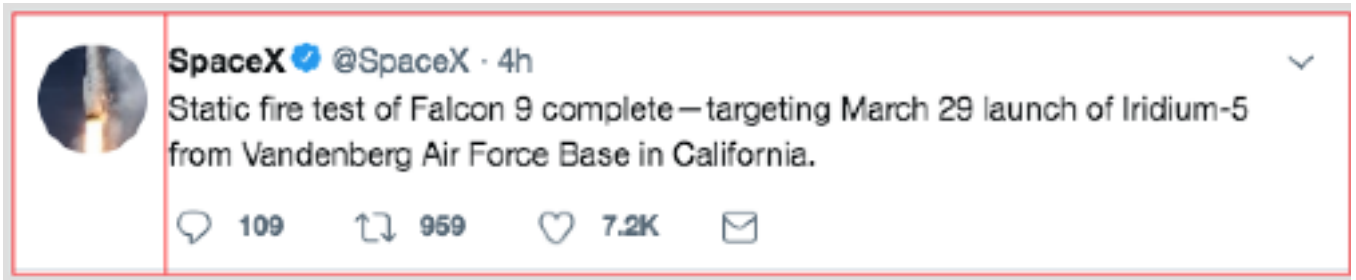 SpaceX @SpaceX · 4h
Static fire test of Falcon 9 complete—targeting March 29 launch of Iridium-5
from Vandenberg Air Force Base in California.
109 959 7.2K